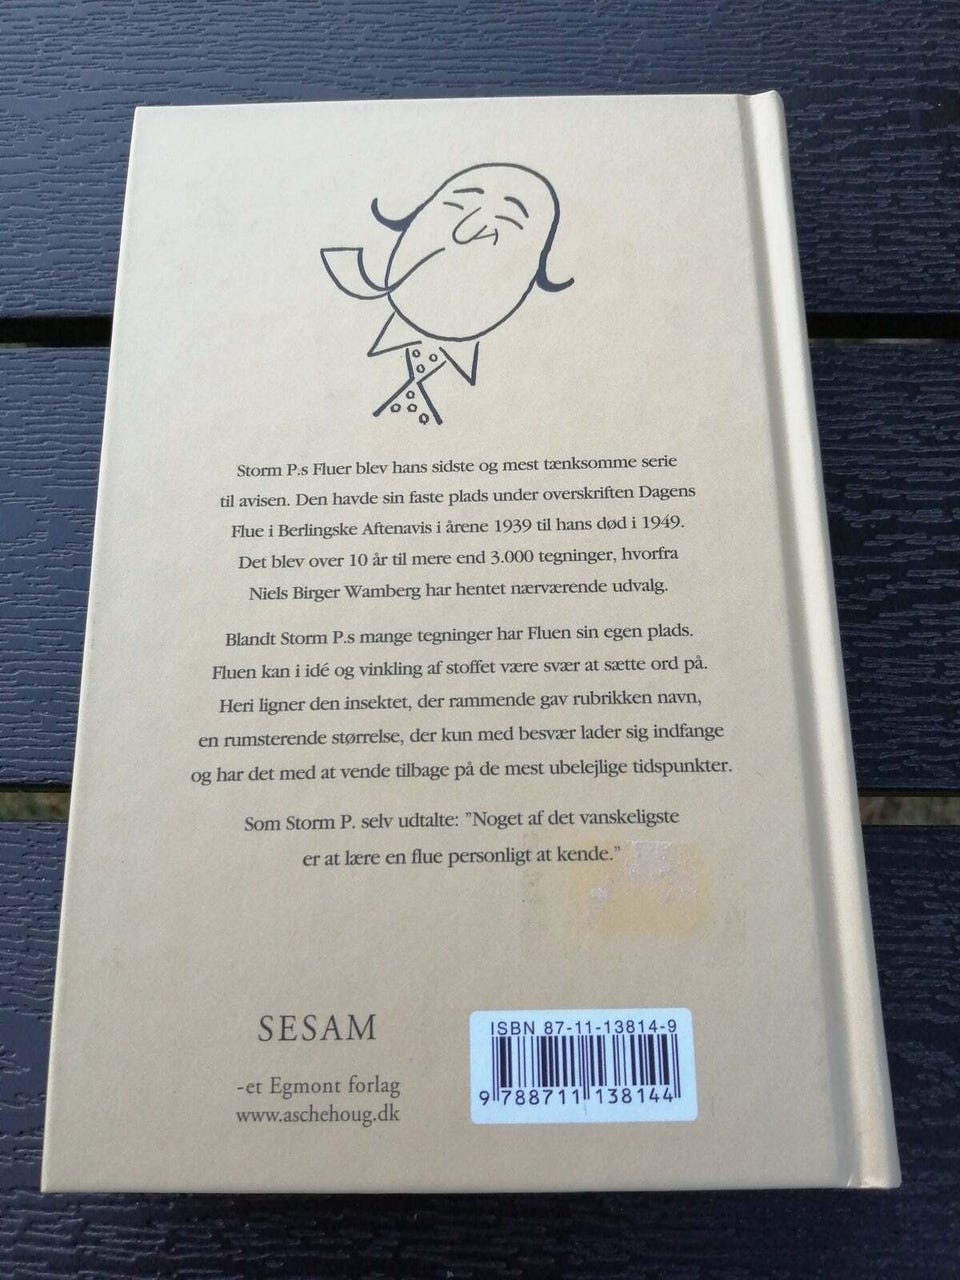 Storm P.s Fluer blev hans sidste og mest tænksomme serie
til avisen. Den havde sin faste plads under overskriften Dagens
Flue i Berlingske Aftenavis i årene 1939 til hans død i 1949.
Det blev over 10 år til mere end 3.000 tegninger, hvorfra
Niels Birger Wamberg har hentet nærværende udvalg.
Blandt Storm P.s mange tegninger har Fluen sin egen plads.
Fluen kan i idé og vinkling af stoffet være svær at sætte ord på.
Heri ligner den insektet, der rammende gav rubrikken navn,
en rumsterende størrelse, der kun med besvær lader sig indfange
og har det med at vende tilbage på de mest ubelejlige tidspunkter.
Som Storm P. selv udtalte: ”Noget af det vanskeligste
er at lære en flue personligt at kende.”
SESAM
-et Egmont forlag
www.aschehoug.dk
ISBN 87-11-13814-9
9 788711 138144